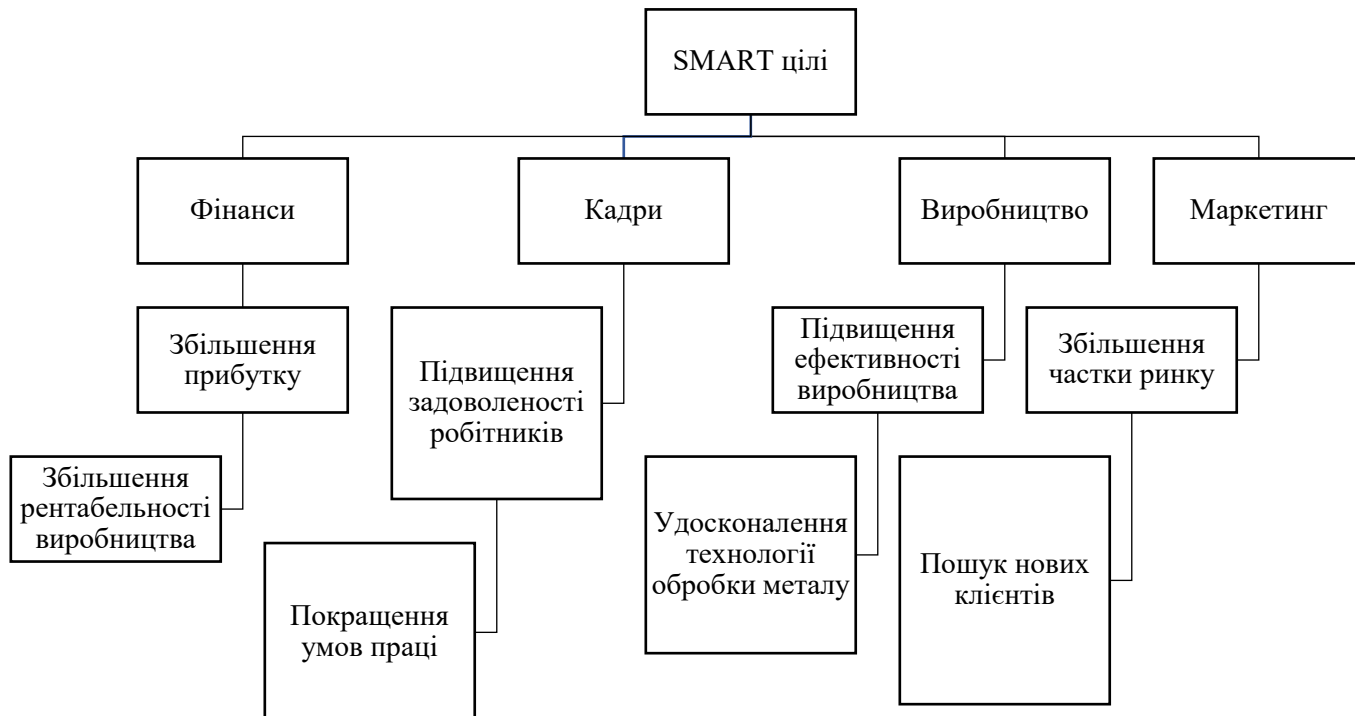 SMART цілі
Фінанси
Кадри
Виробництво
Маркетинг
Збільшення
прибутку
Підвищення
задоволеності
робітників
Підвищення
ефективності
виробництва
Збільшення
частки ринку
Збільшення
рентабельності
виробництва
Покращення
умов праці
Удосконалення
технології
обробки металу
Пошук нових
клієнтів